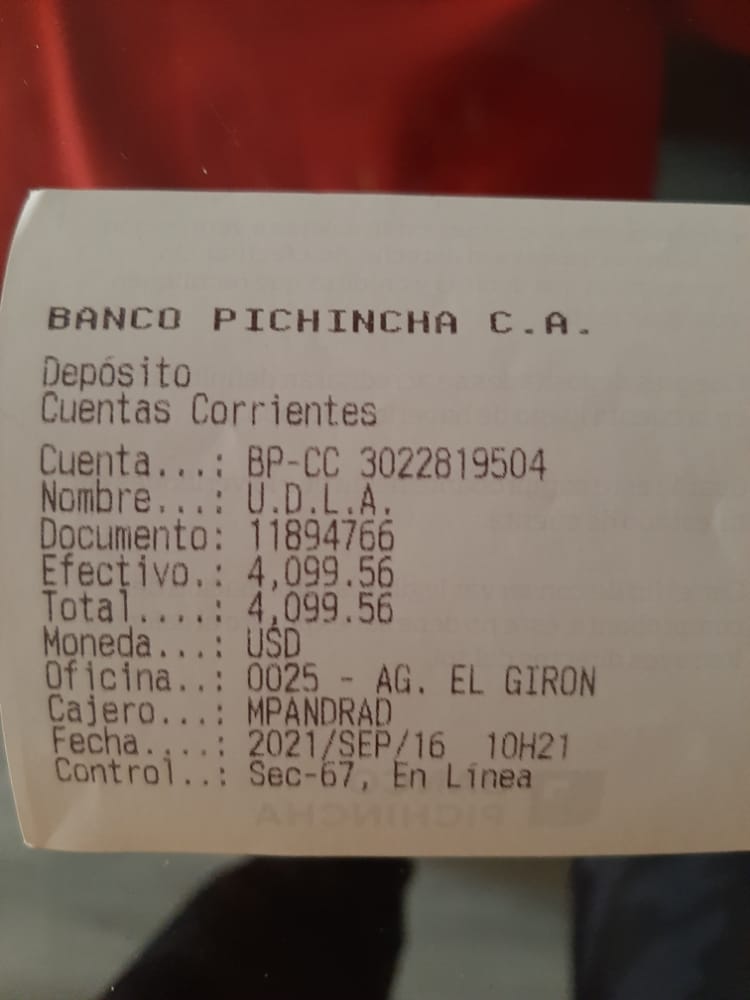 BANCO PICHINCHA C.A.
Depósito
Cuentas Corrientes
Cuenta...: BP-CC 3022819504
Nombre...: U.D.L.A.
Documento: 11894766
Efectivo.: 4,099.56
Total....: 4,099.56
Moneda...: USD
Oficina..: 0025 - AG. EL GIRON
Cajero...: MPANDRAD
Fecha....: 2021/SEP/16 10H21
Control..: Sec-67, En Línea
PICHINCHA